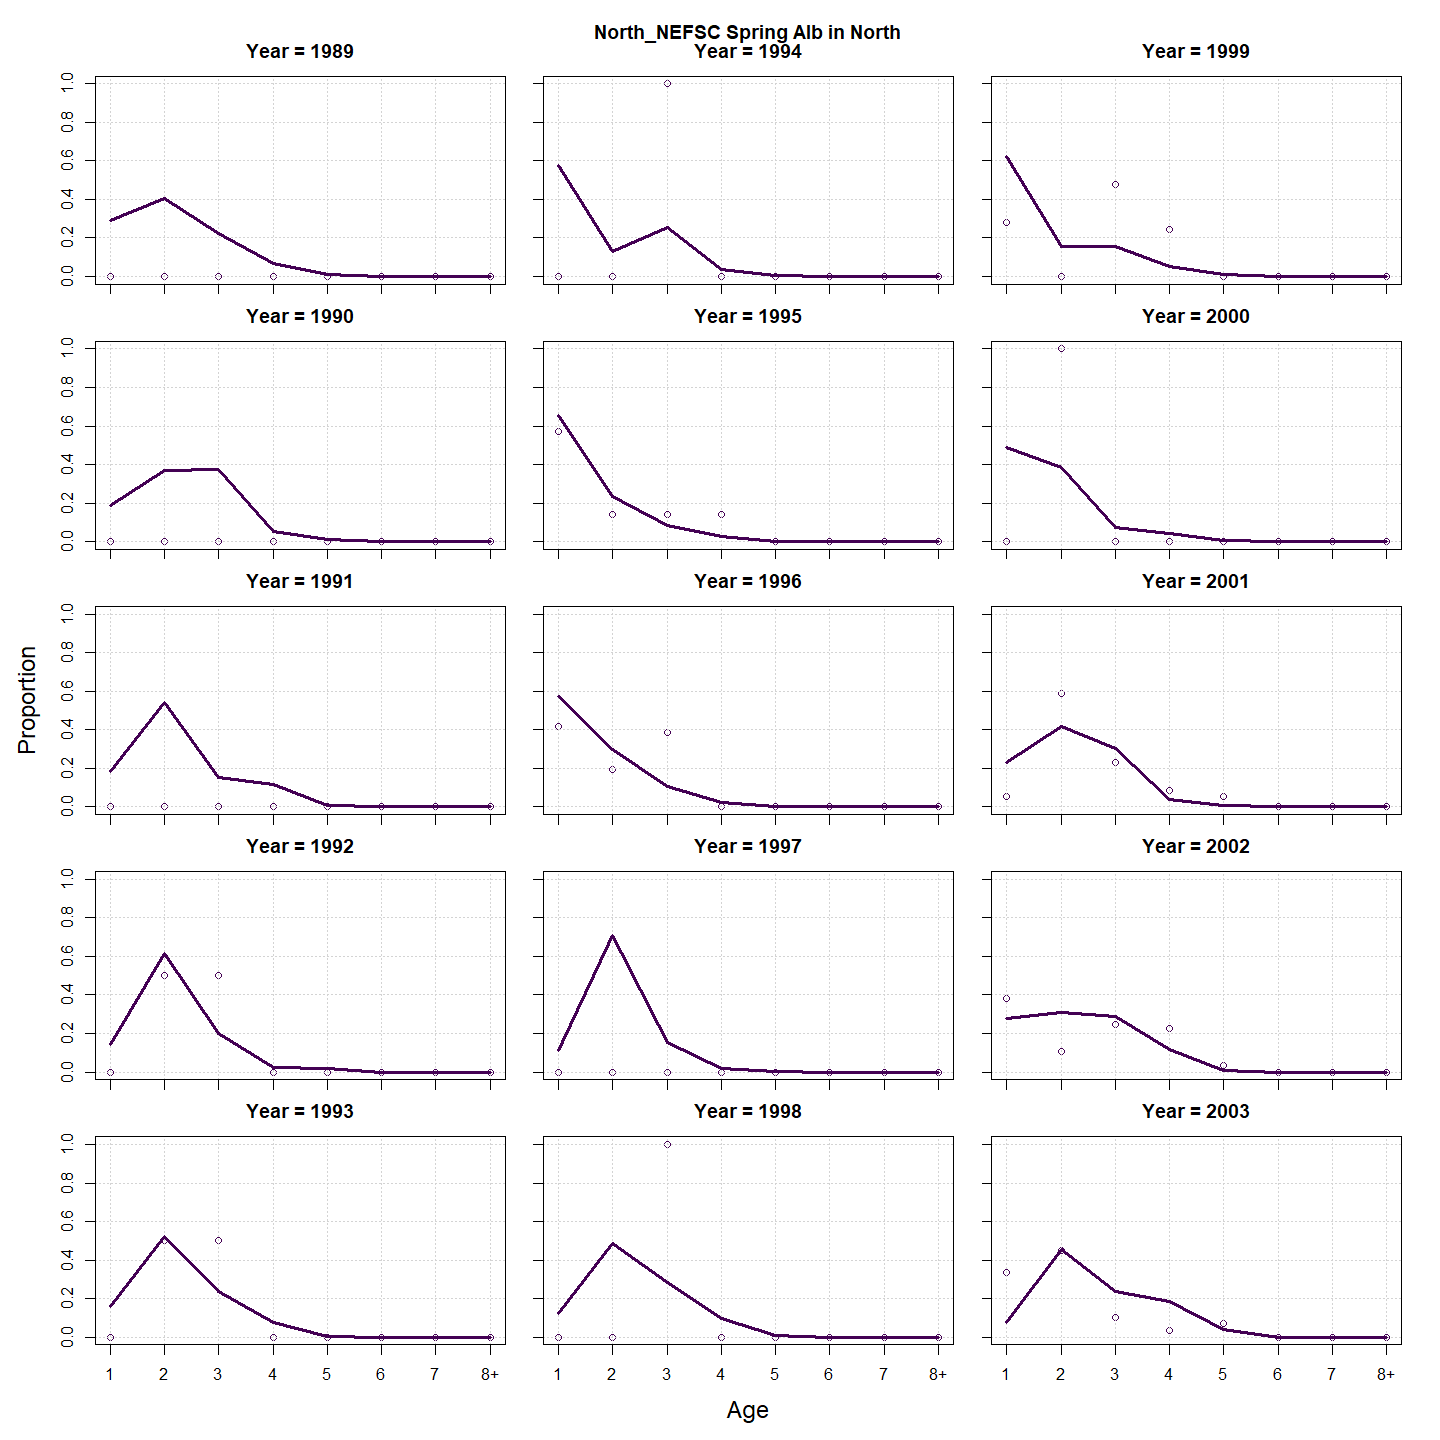 North_NEFSC Spring Alb in North
Year = 1989
Year = 1994
Year = 1999
0.0 0.2 0.4 0.6 0.8 1.0
Year = 1990
Year = 1995
Year = 2000
0.0 0.2 0.4 0.6 0.8 1.0
Year = 1991
Year = 1996
Year = 2001
0.0 0.2 0.4 0.6 0.8 1.0
Proportion
Year = 1992
Year = 1997
Year = 2002
0.0 0.2 0.4 0.6 0.8 1.0
Year = 1993
Year = 1998
Year = 2003
0.0 0.2 0.4 0.6 0.8 1.0
1 2 3 4 5 6 7 8+
1 2 3 4 5 6 7 8+
1 2 3 4 5 6 7 8+
Age